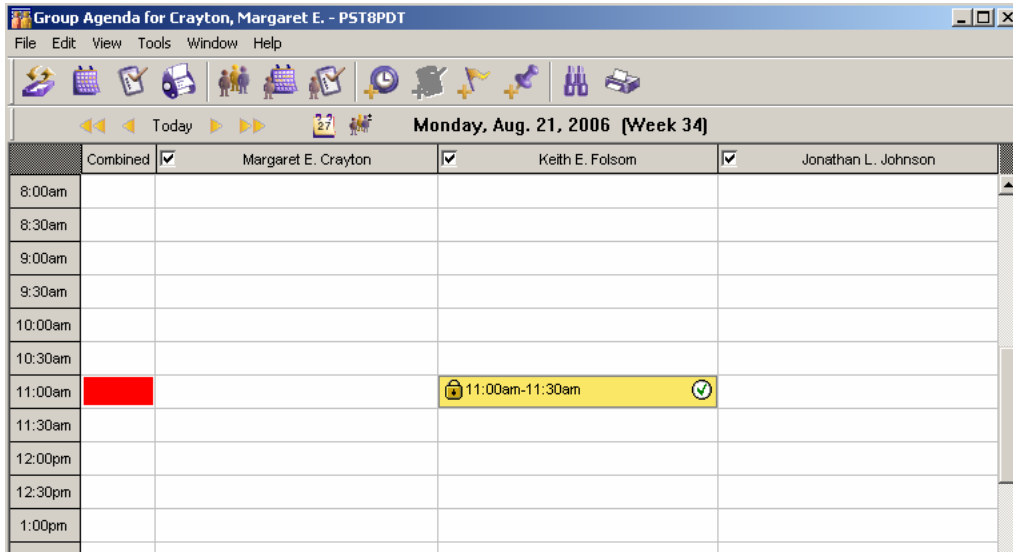 Group Agenda for Crayton, Margaret E. - PST8PDT
File Edit View Tools Window Help
Today 27 Monday, Aug. 21, 2006 (Week 34)
Combined Margaret E. Crayton Keith E. Folsom Jonathan L. Johnson
8:00am
8:30am
9:00am
9:30am
10:00am
10:30am
11:00am 11:00am-11:30am
11:30am
12:00pm
12:30pm
1:00pm